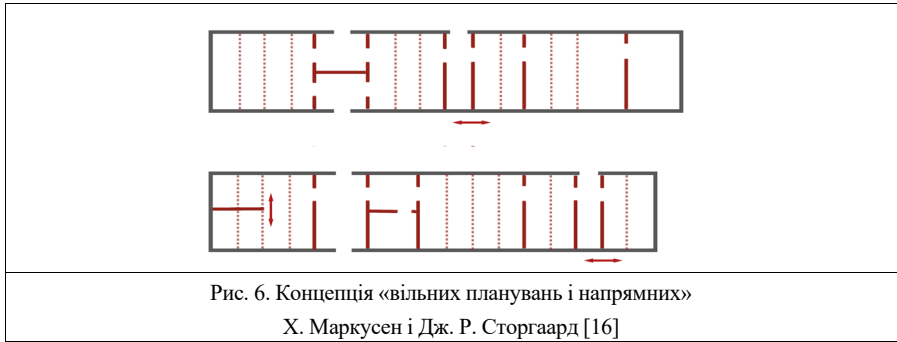 Рис. 6. Концепція «вільних планувань і напрямних»
Х. Маркусен і Дж. Р. Сторгаард [16]